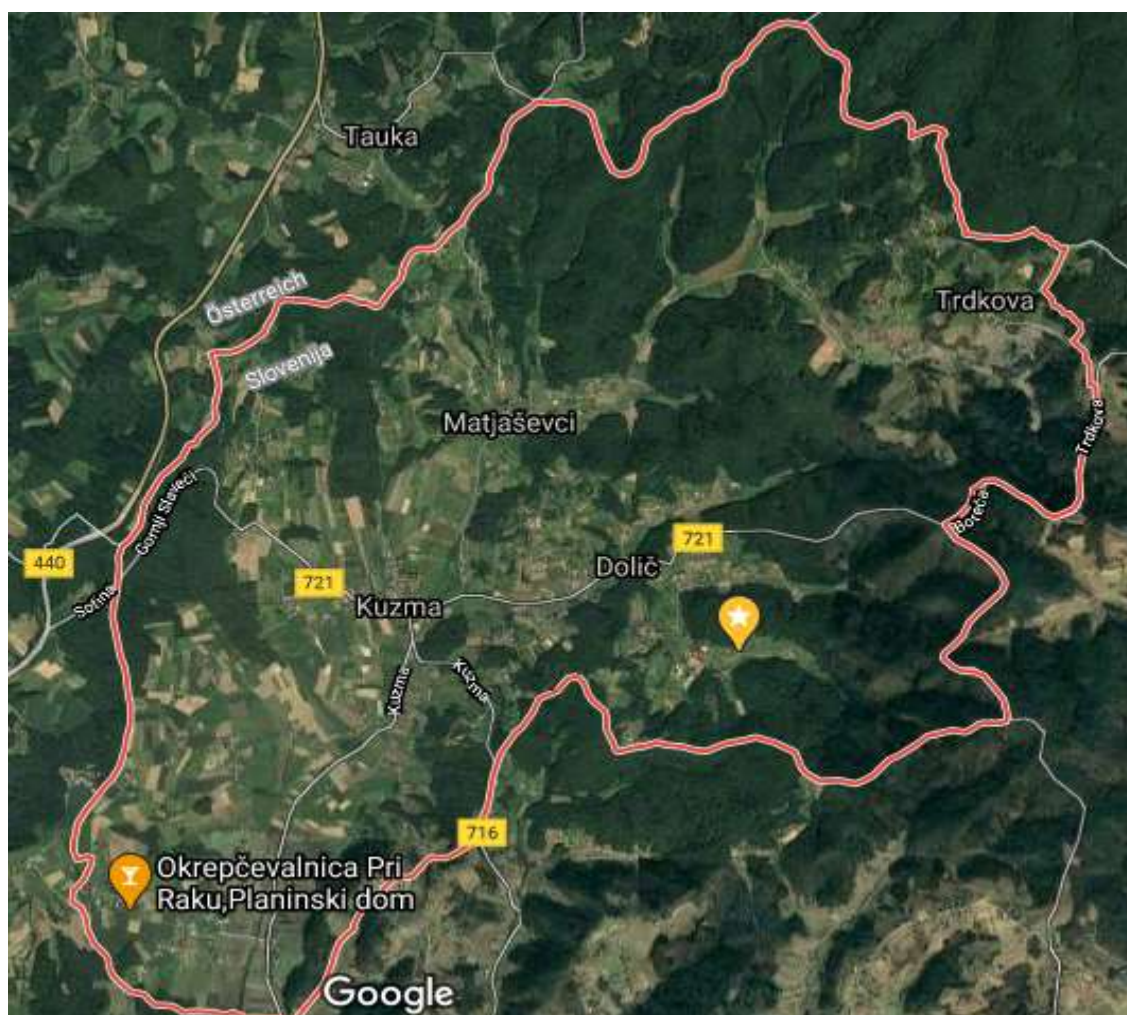 Tauka
Österreich
Slovenija
Trdkova
Matjaševci
Trdkova
Boreča
Gornji Slaveči
721
Dolič
440
Sotina
721
Kuzma
Kuzma
Kuzma
716
Okrepčevalnica Pri
Raku,Planinski dom
Google